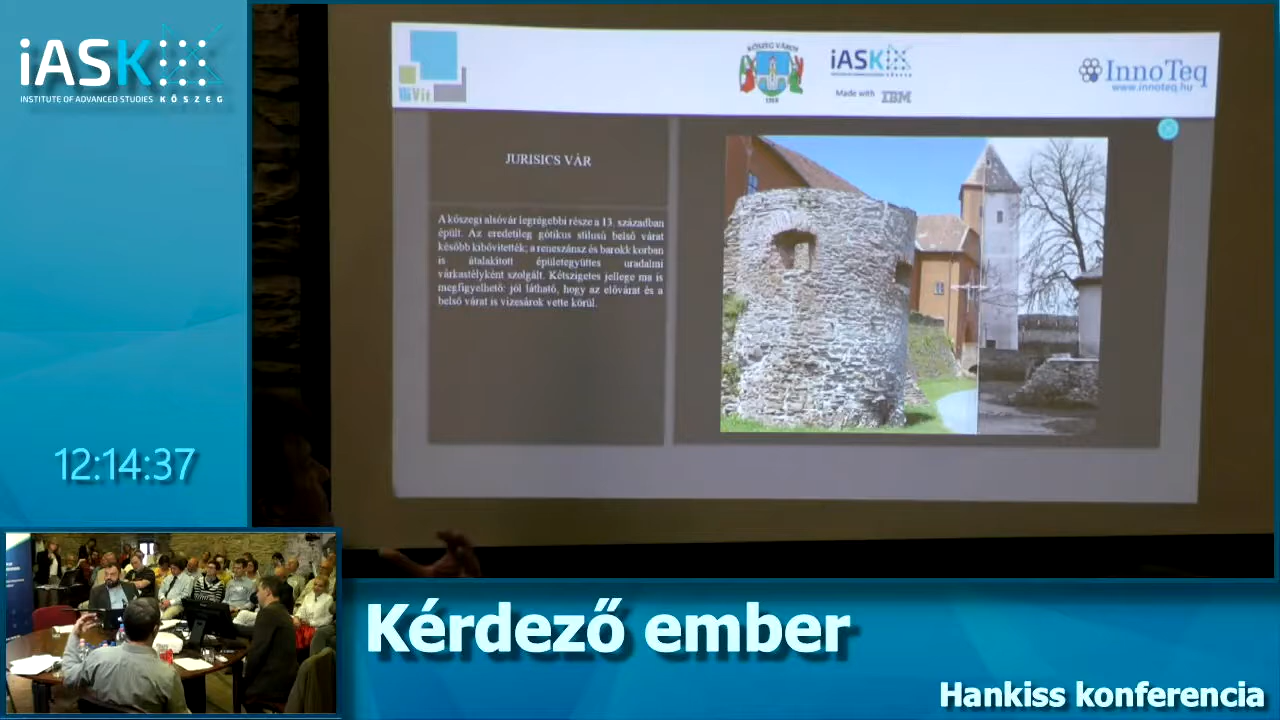 iASK
INSTITUTE OF ADVANCED STUDIES KŐSZEG
12:14:37
KŐSZEG VÁROS
iASK
Made with IBM
InnoTeq
www.innoteq.hu
JURISICS VÁR
A kőszegi alsóvár legrégebbi része a 13. században
épült. Az eredetileg gótikus stílusú belső várat
később kibővítették; a reneszánsz és barokk korban
is átalakított épületegyüttes uradalmi
várkastélyként szolgált. Kétszigetes jellege ma is
megfigyelhető: jól látható, hogy az elővárat és a
belső várat is vizesárok vette körül.
Kérdező ember
Hankiss konferencia